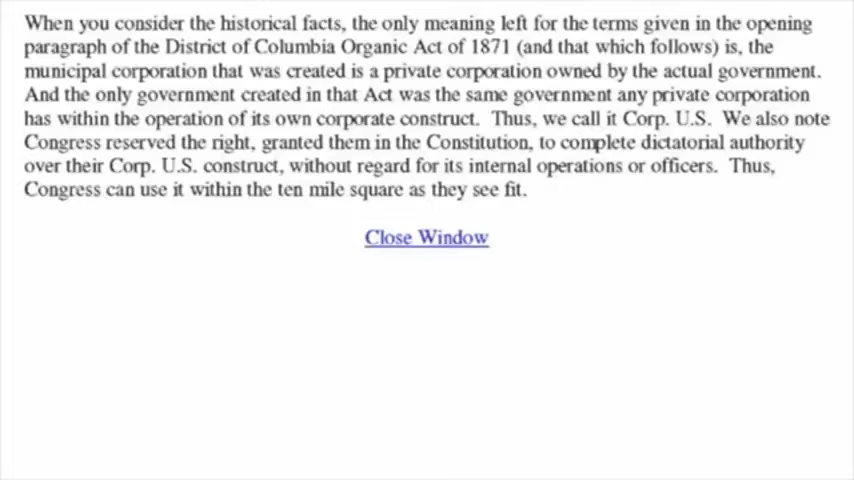 When you consider the historical facts, the only meaning left for the terms given in the opening
paragraph of the District of Columbia Organic Act of 1871 (and that which follows) is, the
municipal corporation that was created is a private corporation owned by the actual government.
And the only government created in that Act was the same government any private corporation
has within the operation of its own corporate construct.  Thus, we call it Corp. U.S.  We also note
Congress reserved the right, granted them in the Constitution, to complete dictatorial authority
over their Corp. U.S. construct, without regard for its internal operations or officers.  Thus,
Congress can use it within the ten mile square as they see fit.
Close Window